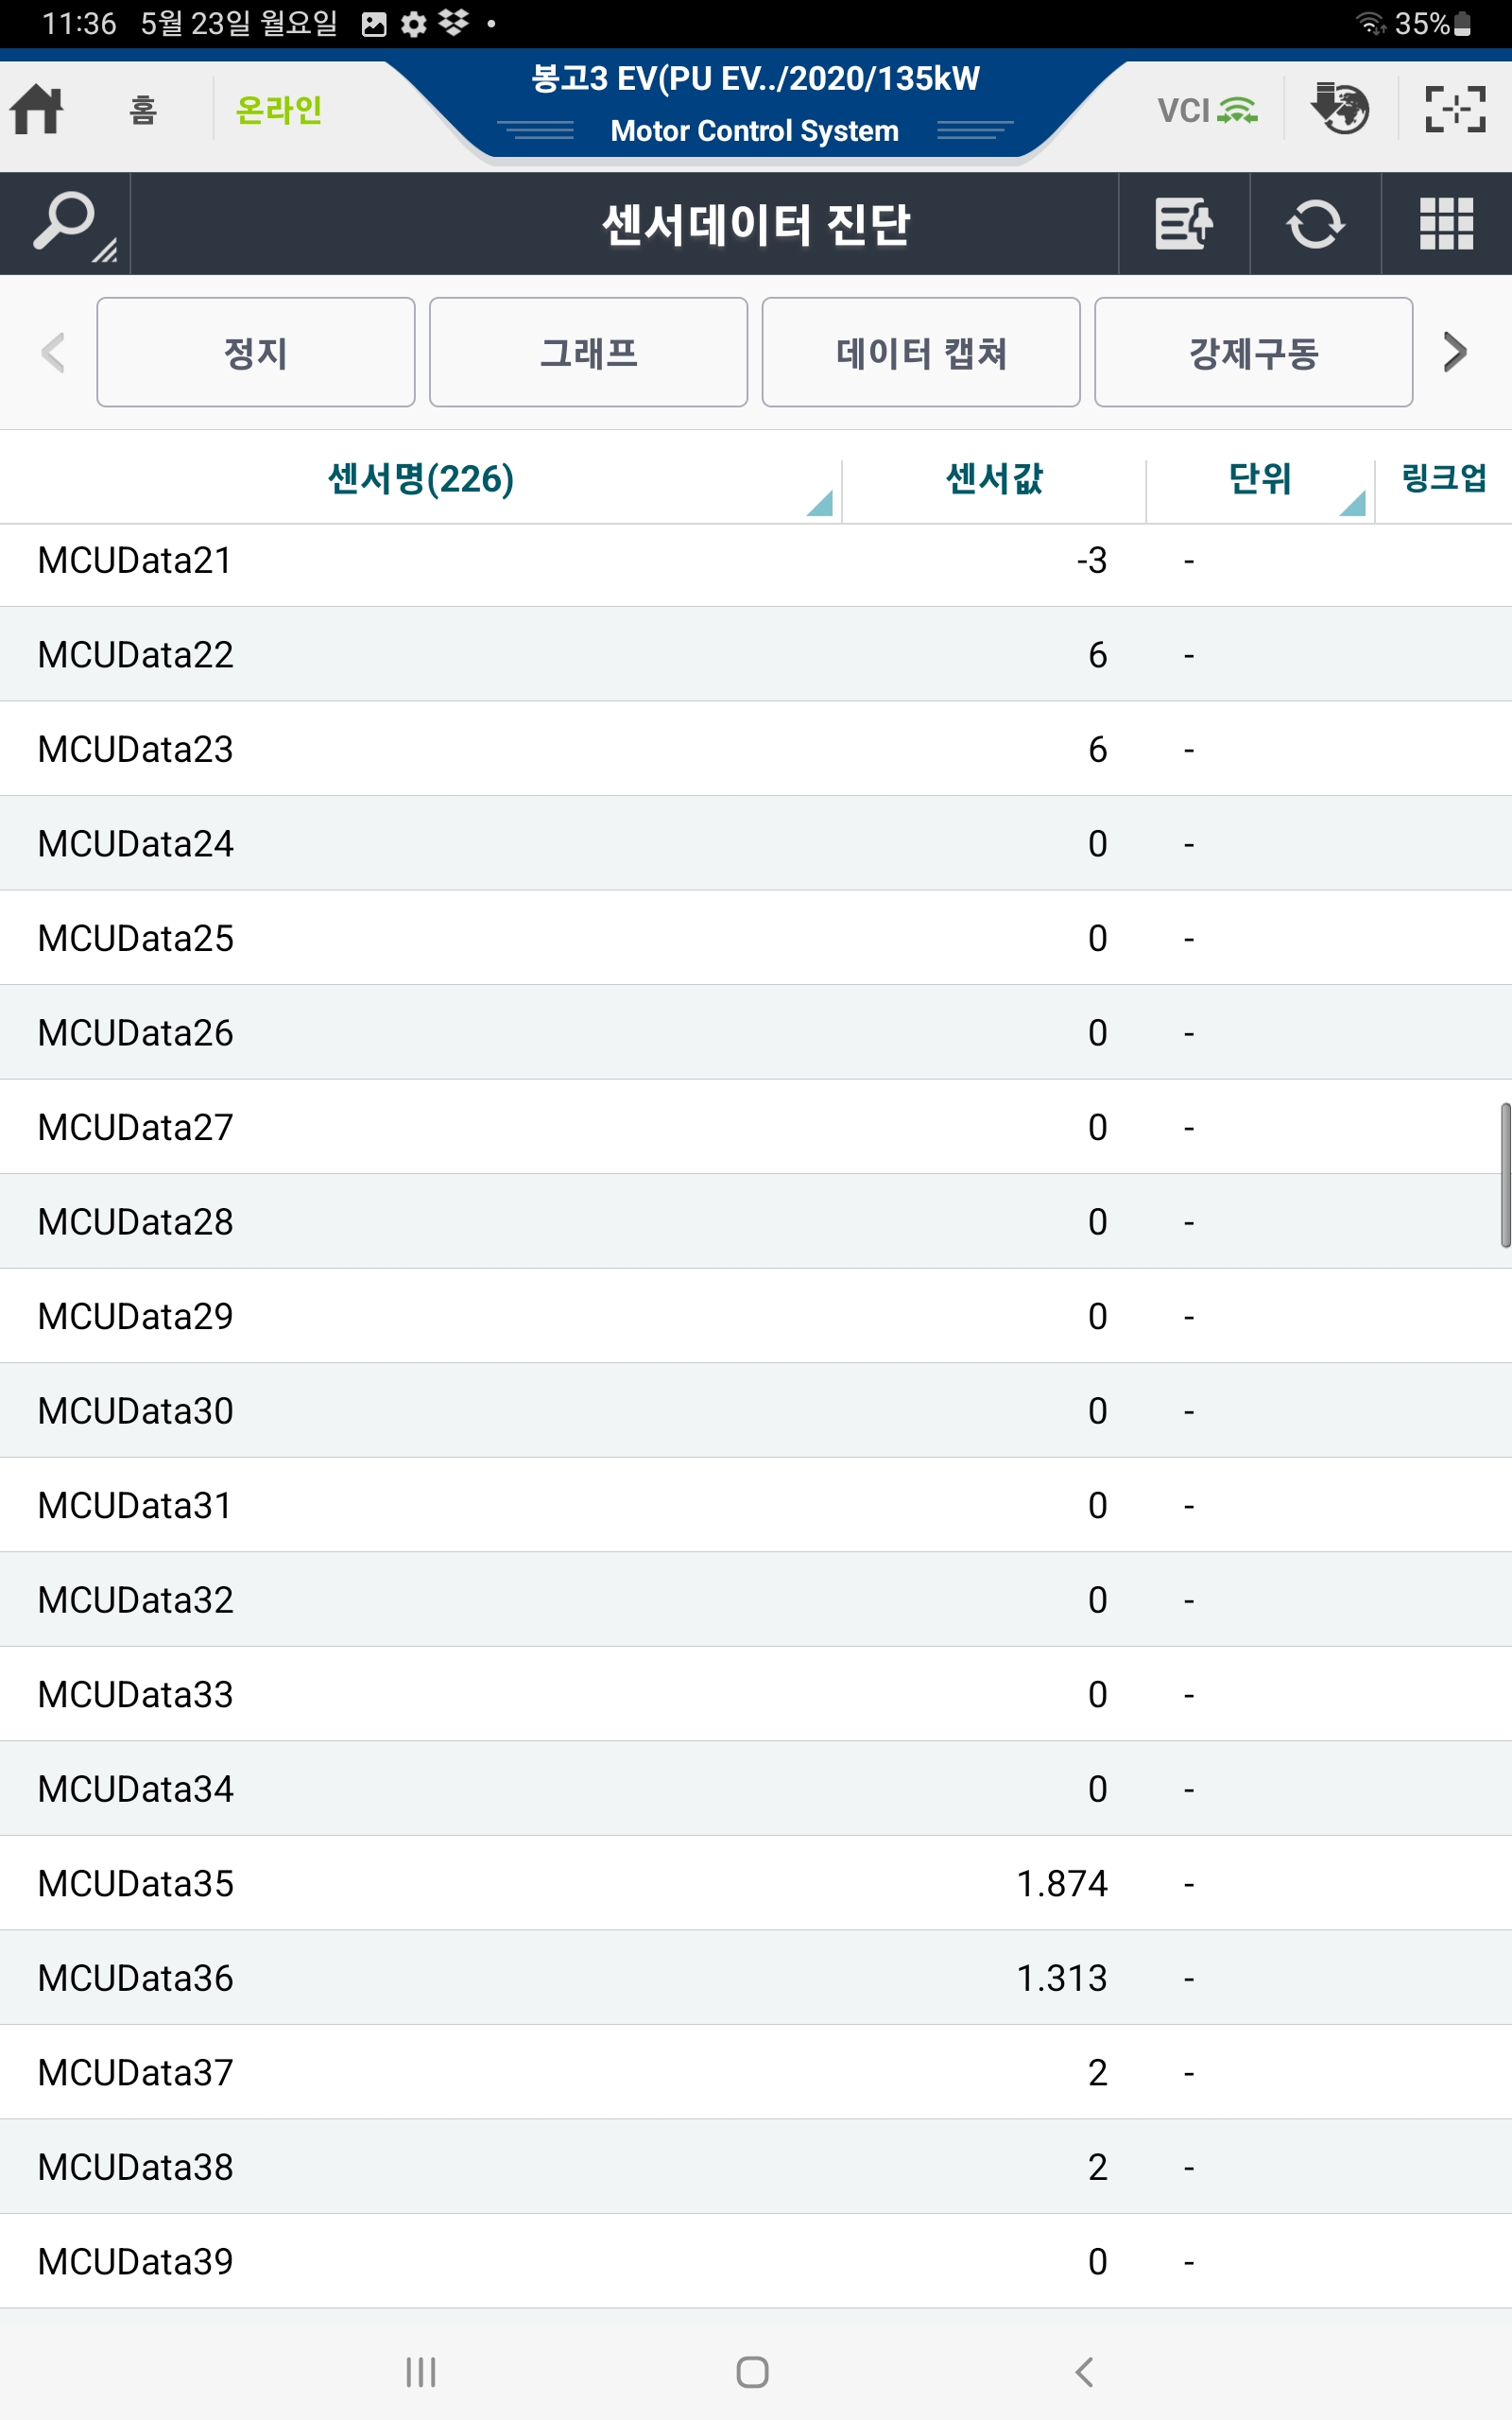 11:36 5월 23일 월요일 35%
봉고3 EV(PU EV../2020/135kW
홈 온라인 Motor Control System VCI
센서데이터 진단
정지 그래프 데이터 캡쳐 강제구동
센서명(226) 센서값 단위 링크업
MCUData21 -3 -
MCUData22 6 -
MCUData23 6 -
MCUData24 0 -
MCUData25 0 -
MCUData26 0 -
MCUData27 0 -
MCUData28 0 -
MCUData29 0 -
MCUData30 0 -
MCUData31 0 -
MCUData32 0 -
MCUData33 0 -
MCUData34 0 -
MCUData35 1.874 -
MCUData36 1.313 -
MCUData37 2 -
MCUData38 2 -
MCUData39 0 -